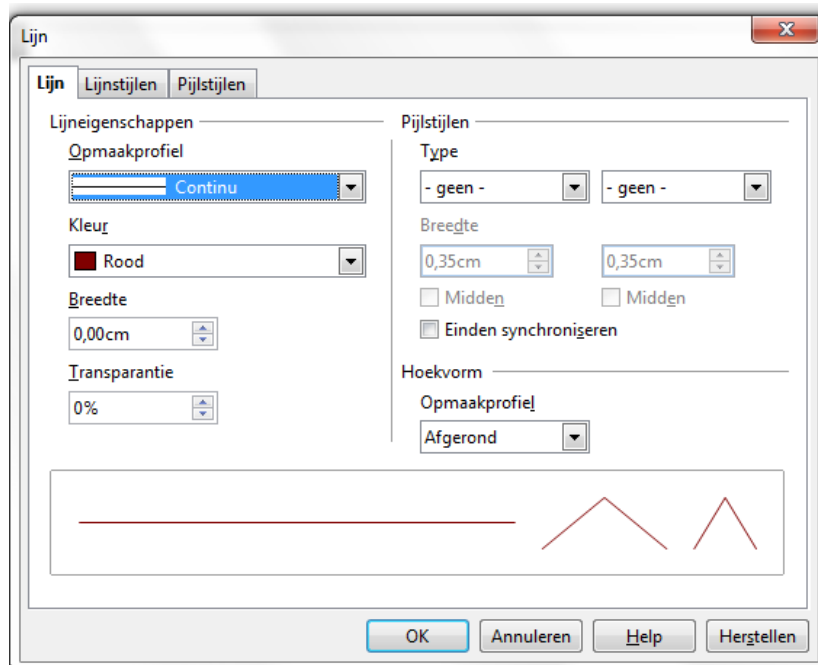 Lijn
Lijn Lijnstijlen Pijlstijlen
Lijneigenschappen
Opmaakprofiel
Continu
Kleur
Rood
Breedte
0,00cm
Transparantie
0%
Pijlstijlen
Type
- geen - - geen -
Breedte
0,35cm 0,35cm
Midden Midden
Einden synchroniseren
Hoekvorm
Opmaakprofiel
Afgerond
OK Annuleren Help Herstellen